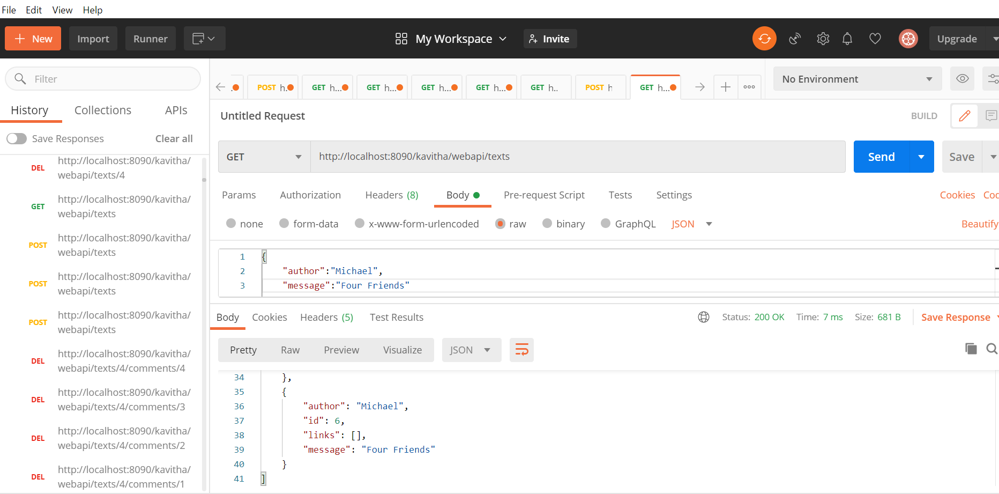 File Edit View Help
New Import Runner My Workspace Invite Upgrade
Filter
History Collections APIs
Save Responses Clear all
DEL http://localhost:8090/kavitha/
webapi/texts/4
GET http://localhost:8090/kavitha/
webapi/texts
POST http://localhost:8090/kavitha/
webapi/texts
POST http://localhost:8090/kavitha/
webapi/texts
POST http://localhost:8090/kavitha/
webapi/texts
DEL http://localhost:8090/kavitha/
webapi/texts/4/comments/4
DEL http://localhost:8090/kavitha/
webapi/texts/4/comments/3
DEL http://localhost:8090/kavitha/
webapi/texts/4/comments/2
DEL http://localhost:8090/kavitha/
webapi/texts/4/comments/1
. POST h. GET h... GET h... GET h... GET h... GET h.. POST h GET h... No Environment
Untitled Request BUILD
GET http://localhost:8090/kavitha/webapi/texts Send Save
Params Authorization Headers (8) Body Pre-request Script Tests Settings Cookies
none form-data x-www-form-urlencoded raw binary GraphQL JSON Beautify
1 {
2 "author":"Michael",
3 "message":"Four Friends"
Body Cookies Headers (5) Test Results Status: 200 OK Time: 7 ms Size: 681 B Save Response
Pretty Raw Preview Visualize JSON
34 },
35 {
36 "author": "Michael",
37 "id": 6,
38 "links": [],
39 "message": "Four Friends"
40 }
41 ]